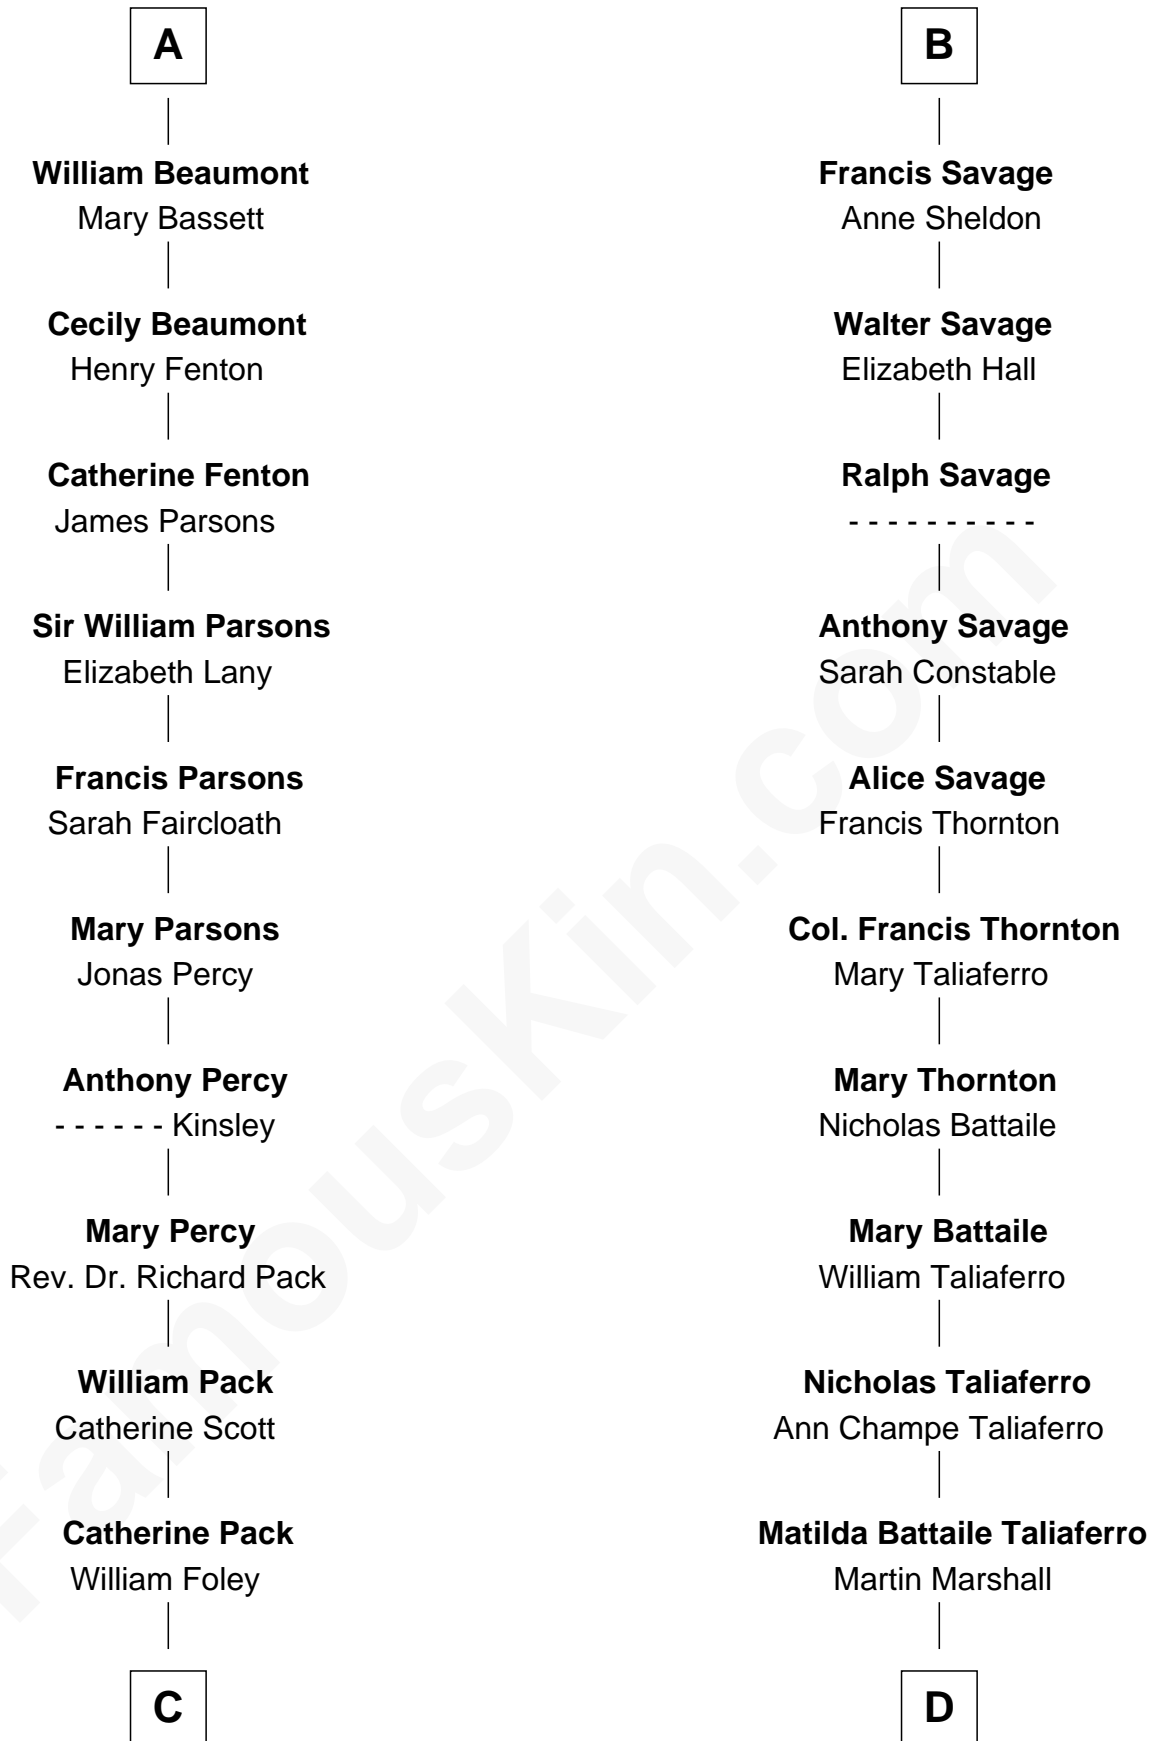 A
William Beaumont
Mary Bassett
Cecily Beaumont
Henry Fenton
Catherine Fenton
James Parsons
Sir William Parsons
Elizabeth Lany
Francis Parsons
Sarah Faircloath
Mary Parsons
Jonas Percy
Anthony Percy
- - - - - - Kinsley
Mary Percy
Rev. Dr. Richard Pack
William Pack
Catherine Scott
Catherine Pack
William Foley
C
B
Francis Savage
Anne Sheldon
Walter Savage
Elizabeth Hall
Ralph Savage
- - - - - - - - - -
Anthony Savage
Sarah Constable
Alice Savage
Francis Thornton
Col. Francis Thornton
Mary Taliaferro
Mary Thornton
Nicholas Battaile
Mary Battaile
William Taliaferro
Nicholas Taliaferro
Ann Champe Taliaferro
Matilda Battaile Taliaferro
Martin Marshall
D
FamousKin.com